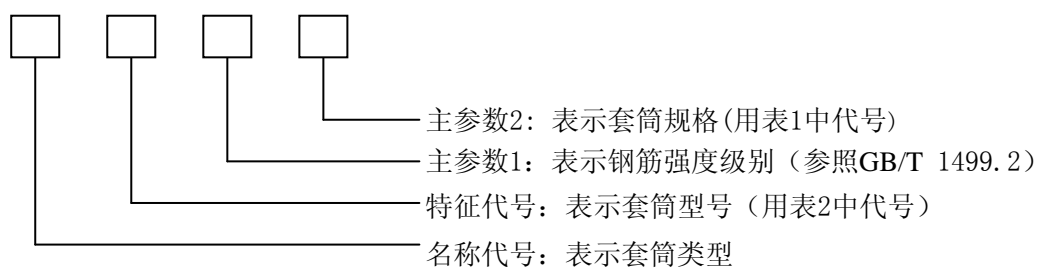 主参数2: 表示套筒规格(用表1中代号)
主参数1：表示钢筋强度级别（参照GB/T 1499.2）
特征代号：表示套筒型号（用表2中代号）
名称代号：表示套筒类型